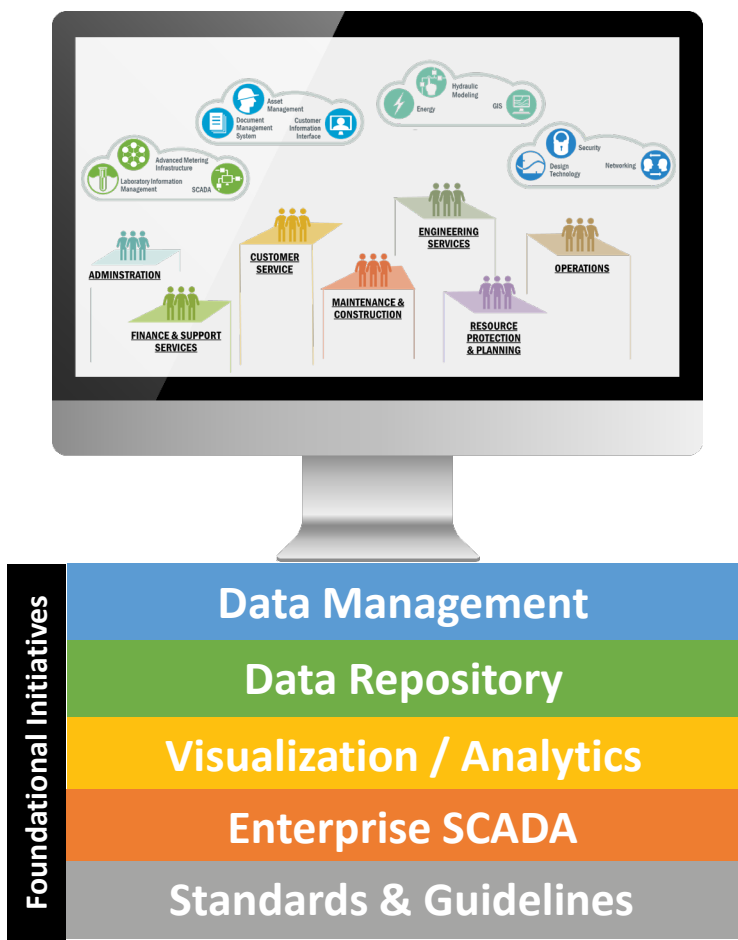 Asset
Management
Document
Management
System
Customer
Information
Interface
Hydraulic
Modeling
Energy
GIS
Advanced Metering
Infrastructure
Laboratory Information
Management
SCADA
Security
Design
Technology
Networking
ADMINSTRATION
FINANCE & SUPPORT
SERVICES
CUSTOMER
SERVICE
MAINTENANCE &
CONSTRUCTION
ENGINEERING
SERVICES
RESOURCE
PROTECTION
& PLANNING
OPERATIONS
Foundational Initiatives
Data Management
Data Repository
Visualization / Analytics
Enterprise SCADA
Standards & Guidelines